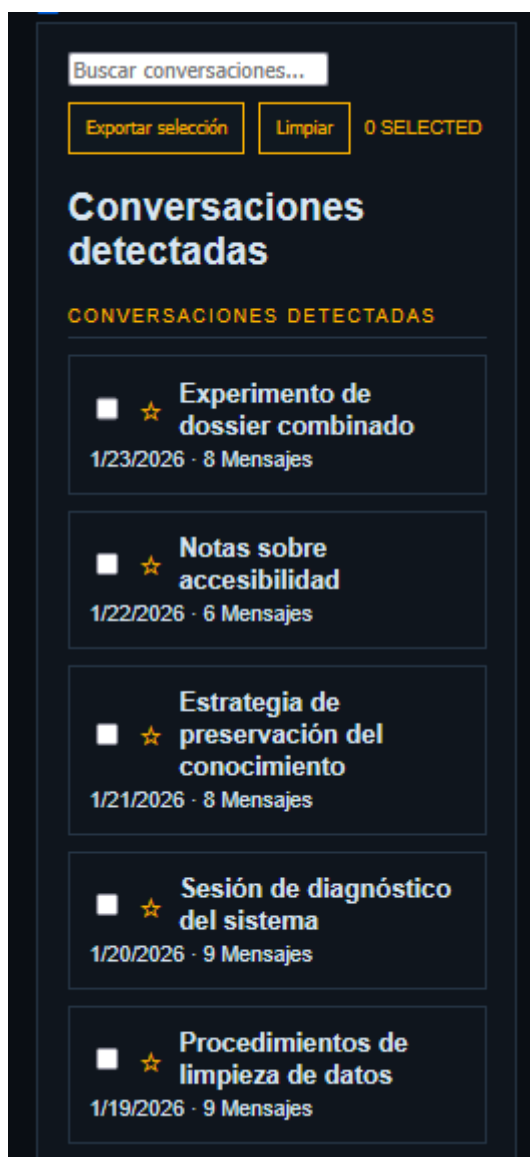 Buscar conversaciones...
Exportar selección
Limpiar
0 SELECTED
Conversaciones
detectadas
CONVERSACIONES DETECTADAS
Experimento de
dossier combinado
1/23/2026 · 8 Mensajes
Notas sobre
accesibilidad
1/22/2026 · 6 Mensajes
Estrategia de
preservación del
conocimiento
1/21/2026 · 8 Mensajes
Sesión de diagnóstico
del sistema
1/20/2026 · 9 Mensajes
Procedimientos de
limpieza de datos
1/19/2026 · 9 Mensajes